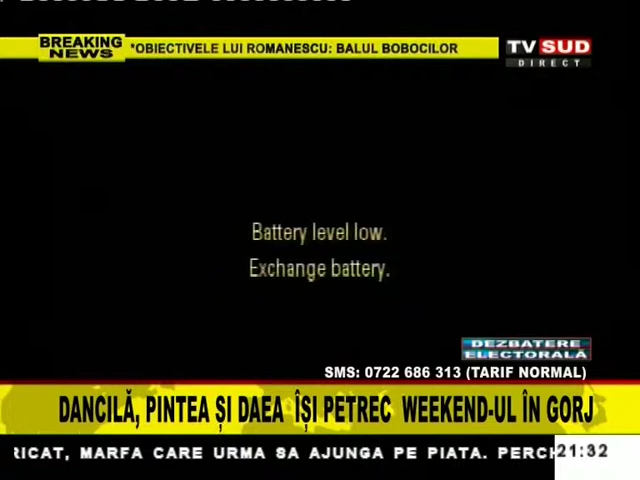 BREAKING
NEWS
*OBIECTIVELE LUI ROMANESCU: BALUL BOBOCILOR
TV SUD
DIRECT
Battery level low.
Exchange battery.
DEZBATERE
ELECTORALĂ
SMS: 0722 686 313 (TARIF NORMAL)
DANCILĂ, PINTEA ȘI DAEA ÎȘI PETREC WEEKEND-UL ÎN GORJ
RICAT, MARFA CARE URMA SA AJUNGA PE PIATA. PERCH
21:32